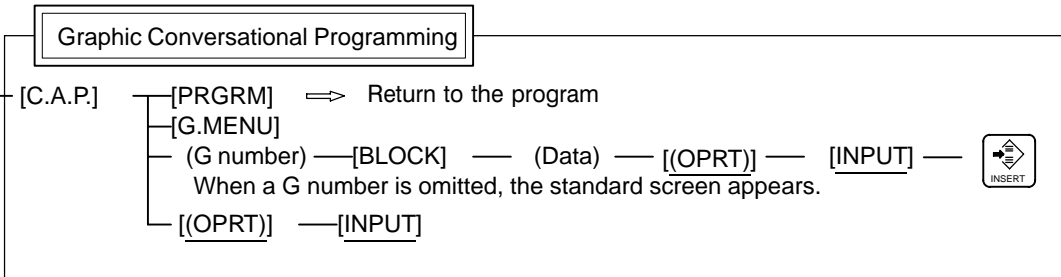 Graphic Conversational Programming
[C.A.P.] [PRGRM] Return to the program
[G.MENU]
(G number) [BLOCK] (Data) [(OPRT)] [INPUT] INSERT
When a G number is omitted, the standard screen appears.
[(OPRT)] [INPUT]